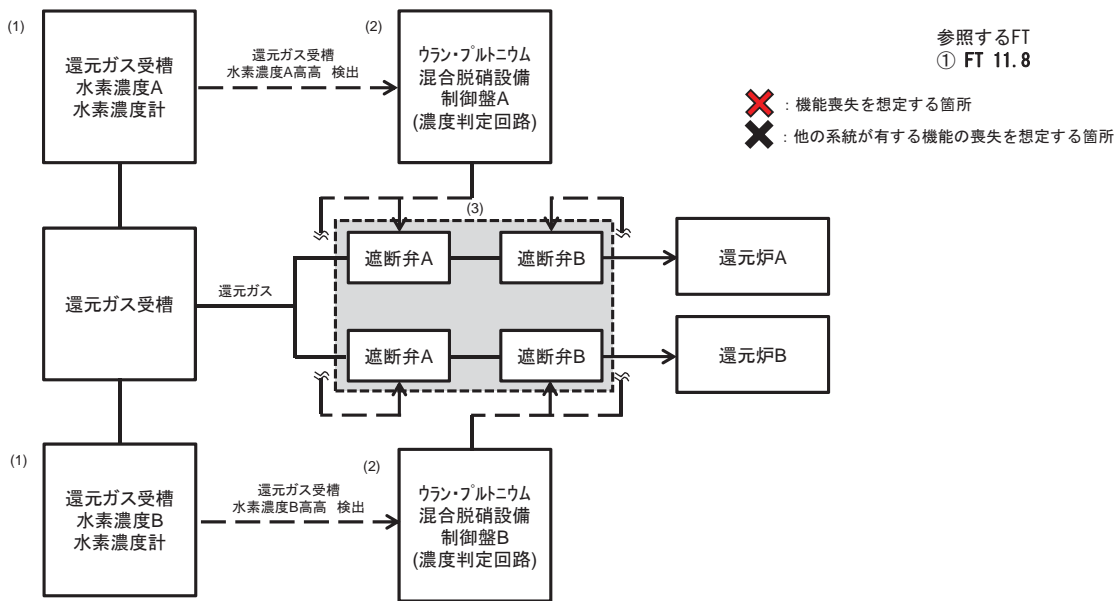 (1)
還元ガス受槽
水素濃度A
水素濃度計
還元ガス受槽
水素濃度A高高 検出
(2)
ウラン・プルトニウム
混合脱硝設備
制御盤A
(濃度判定回路)
参照するFT
① FT 11.8
：機能喪失を想定する箇所
：他の系統が有する機能の喪失を想定する箇所
(3)
遮断弁A
遮断弁B
還元炉A
還元ガス受槽
還元ガス
遮断弁A
遮断弁B
還元炉B
(1)
還元ガス受槽
水素濃度B
水素濃度計
還元ガス受槽
水素濃度B高高 検出
(2)
ウラン・プルトニウム
混合脱硝設備
制御盤B
(濃度判定回路)